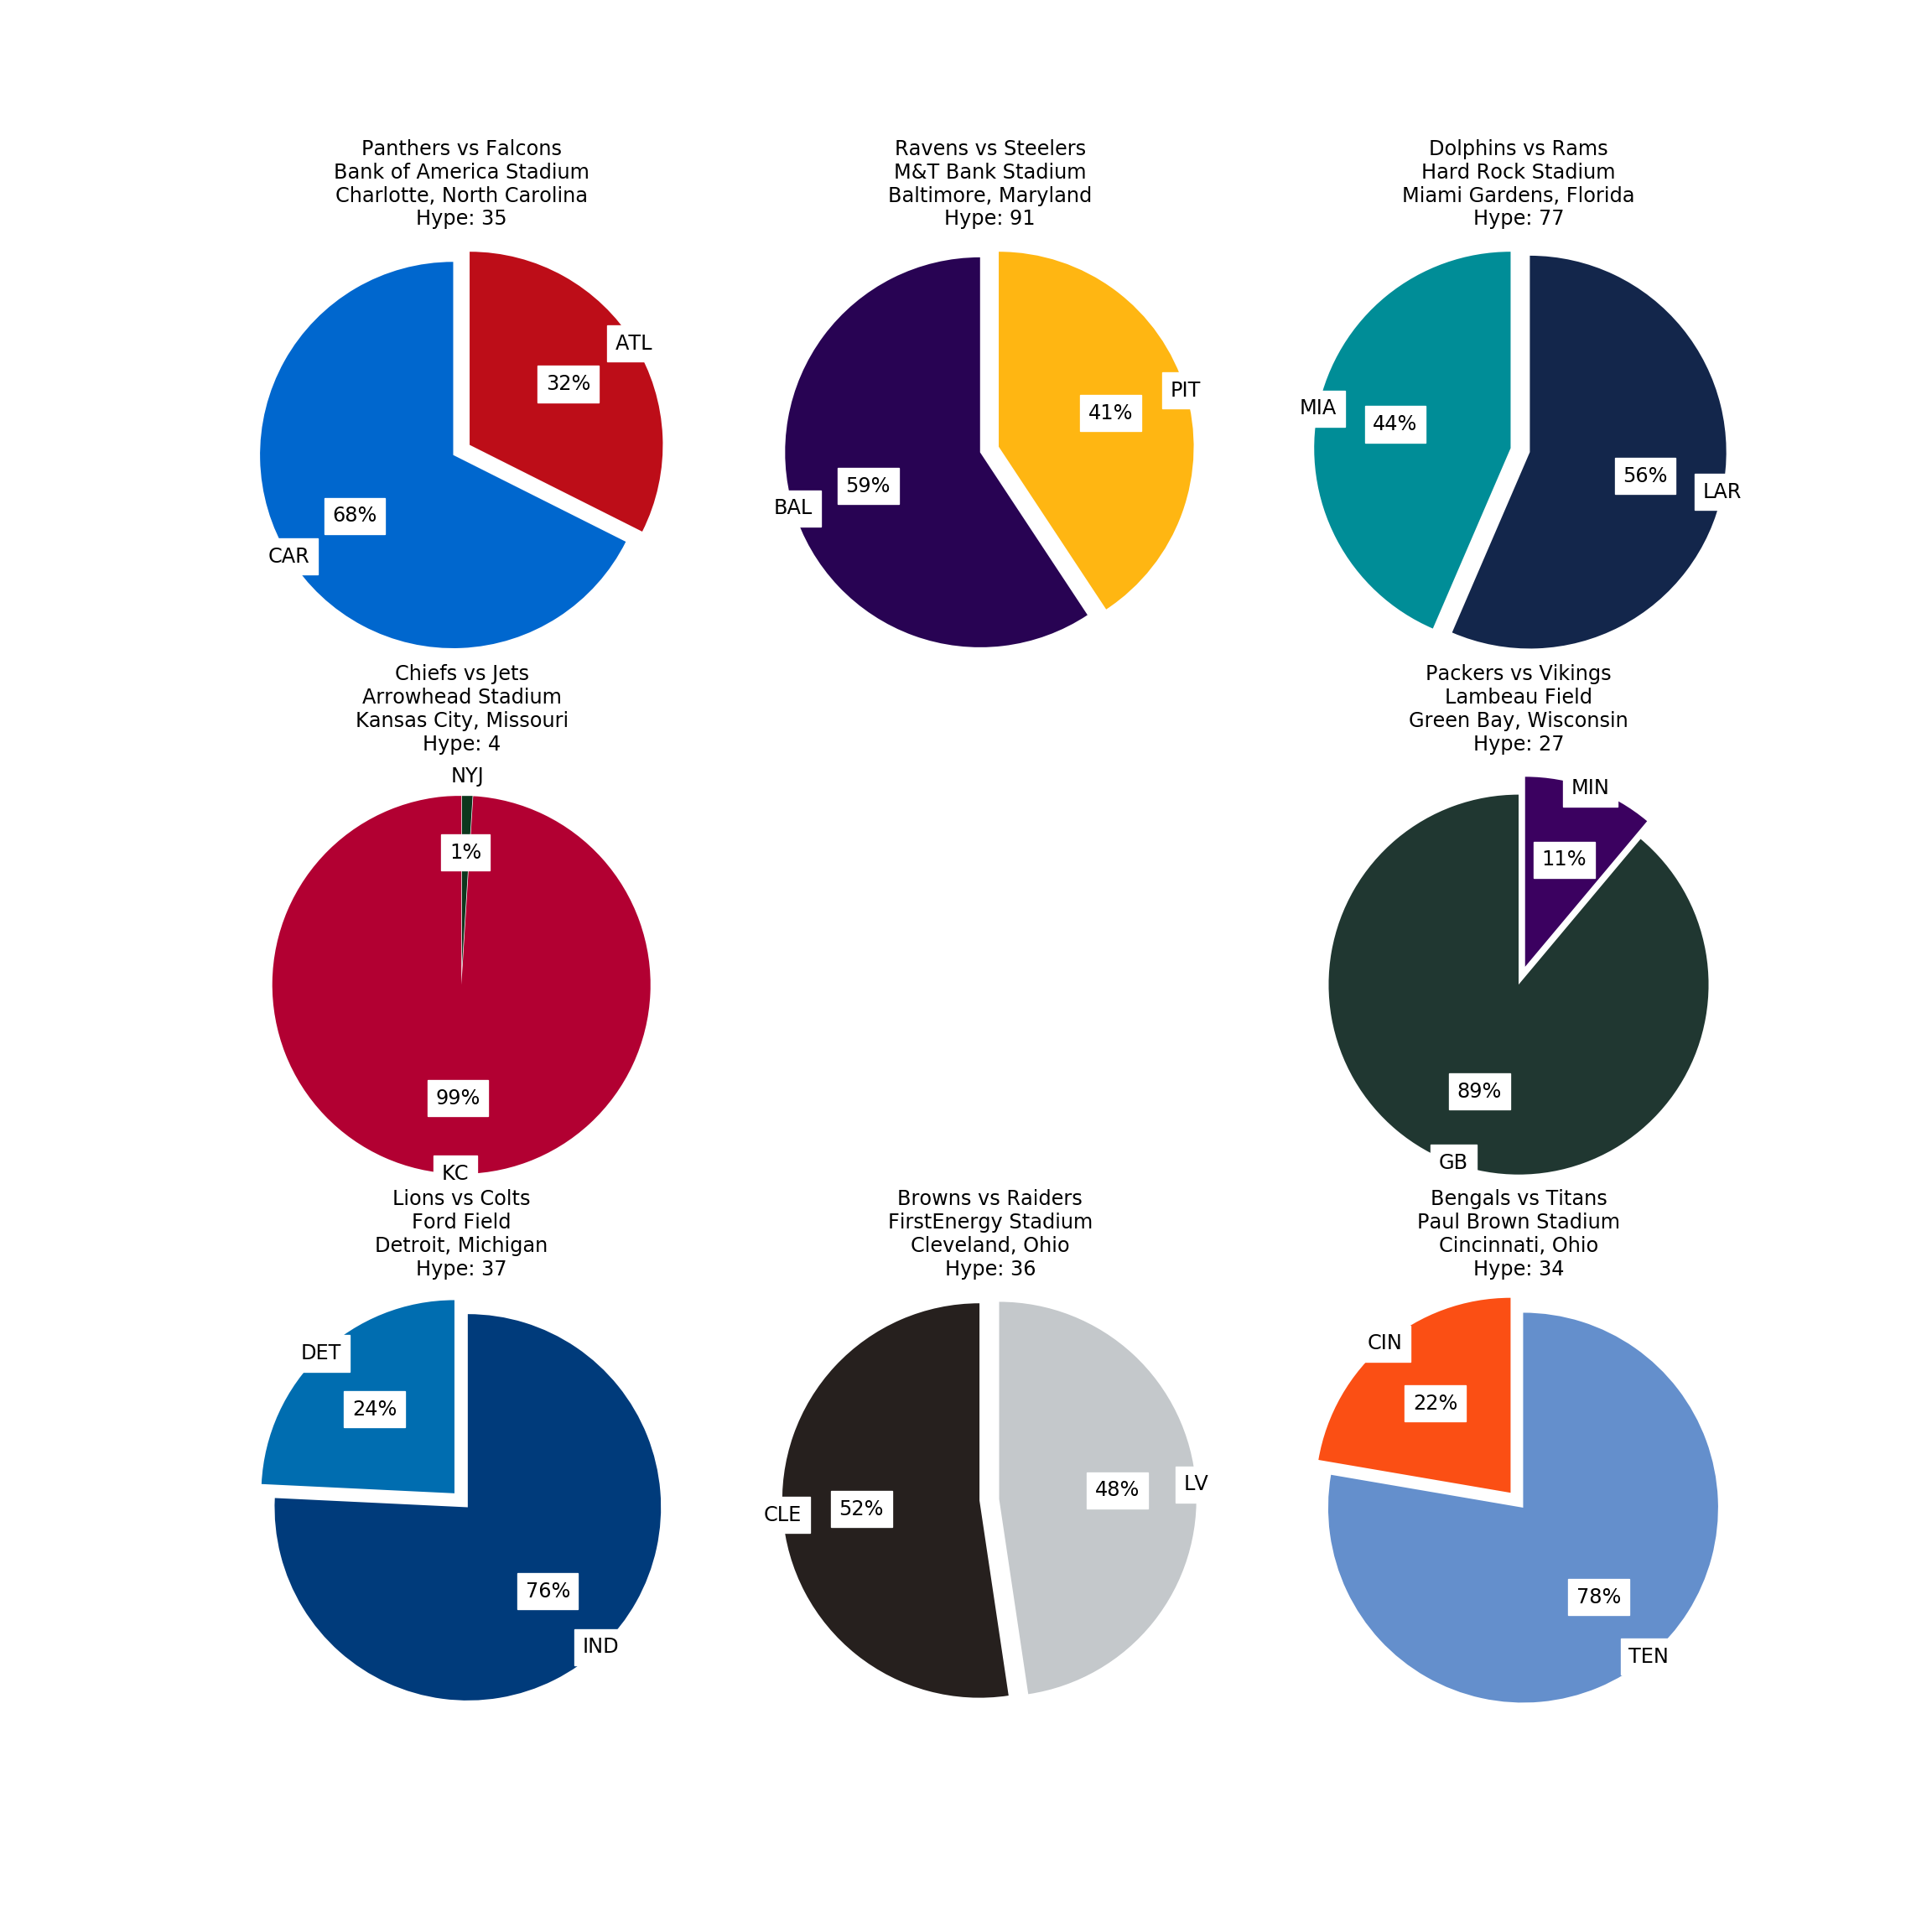 Panthers vs Falcons
Bank of America Stadium
Charlotte, North Carolina
Hype: 35
ATL
32%
68%
CAR
Ravens vs Steelers
M&T Bank Stadium
Baltimore, Maryland
Hype: 91
PIT
41%
59%
BAL
Dolphins vs Rams
Hard Rock Stadium
Miami Gardens, Florida
Hype: 77
MIA
44%
56%
LAR
Chiefs vs Jets
Arrowhead Stadium
Kansas City, Missouri
Hype: 4
NYJ
1%
99%
KC
Packers vs Vikings
Lambeau Field
Green Bay, Wisconsin
Hype: 27
MIN
11%
89%
GB
Lions vs Colts
Ford Field
Detroit, Michigan
Hype: 37
DET
24%
76%
IND
Browns vs Raiders
FirstEnergy Stadium
Cleveland, Ohio
Hype: 36
LV
48%
52%
CLE
Bengals vs Titans
Paul Brown Stadium
Cincinnati, Ohio
Hype: 34
CIN
22%
78%
TEN